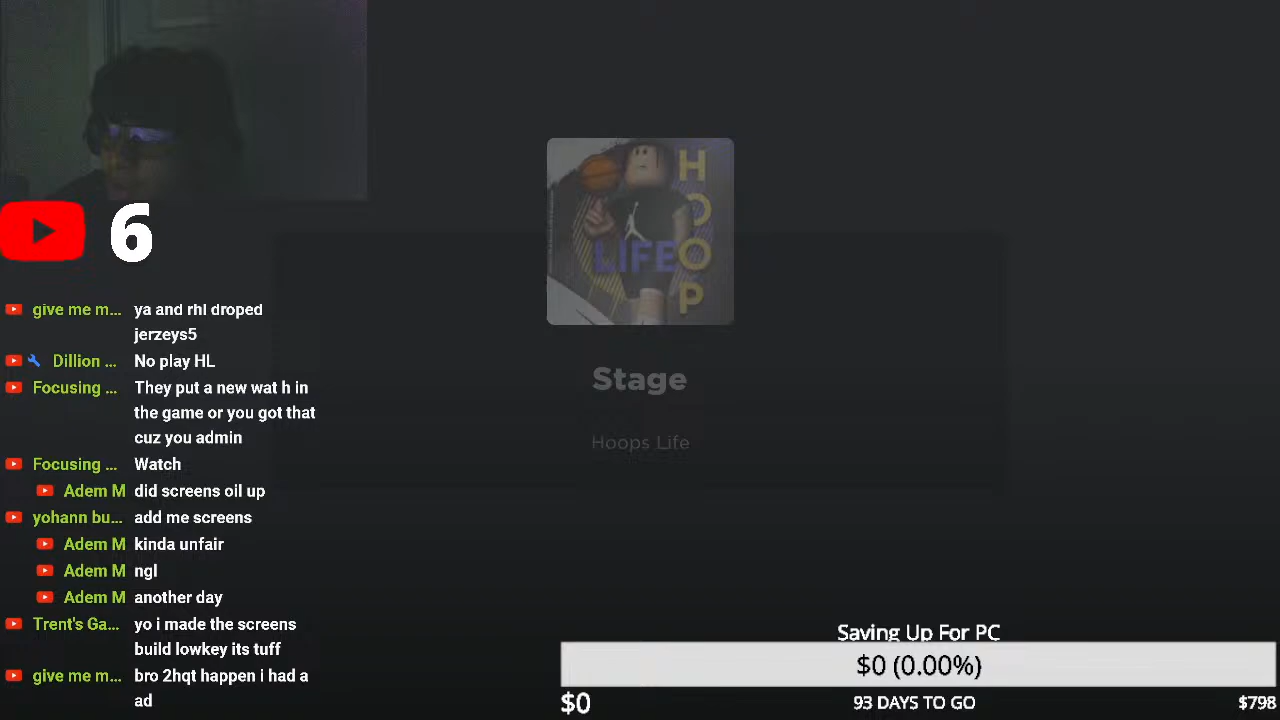 HOOP
LIFE
6
give me m... ya and rhl droped
jerzeys5
Dillion ... No play HL
Focusing ... They put a new wat h in
the game or you got that
cuz you admin
Focusing ... Watch
Adem M did screens oil up
yohann bu... add me screens
Adem M kinda unfair
Adem M ngl
Adem M another day
Trent's Ga... yo i made the screens
build lowkey its tuff
give me m... bro 2hqt happen i had a
ad
Stage
Hoops Life
Saving Up For PC
$0 (0.00%)
$0 93 DAYS TO GO $798